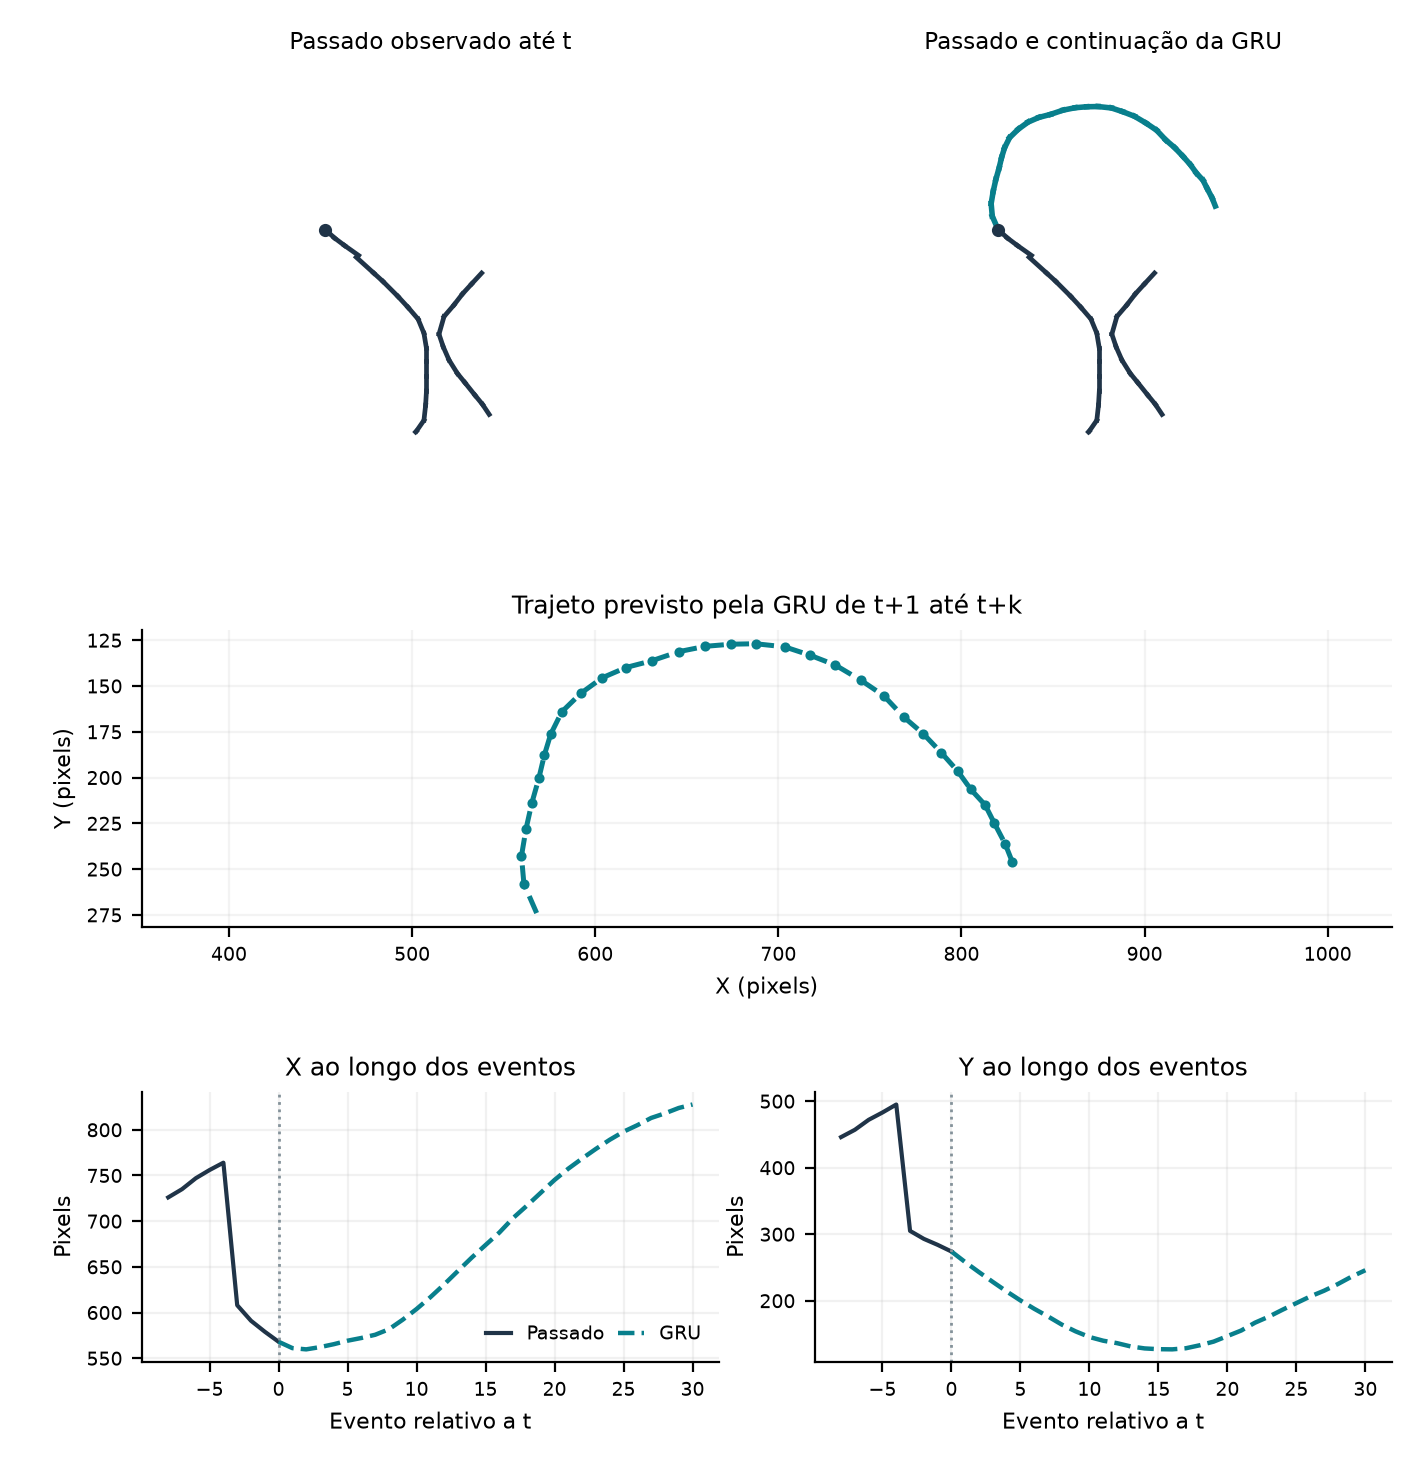 Passado observado até t
Passado e continuação da GRU
Trajeto previsto pela GRU de t+1 até t+k
Y (pixels)
125
150
175
200
225
250
275
400 500 600 700 800 900 1000
X (pixels)
X ao longo dos eventos
Pixels
800
750
700
650
600
550
Passado GRU
−5 0 5 10 15 20 25 30
Evento relativo a t
Y ao longo dos eventos
Pixels
500
400
300
200
−5 0 5 10 15 20 25 30
Evento relativo a t